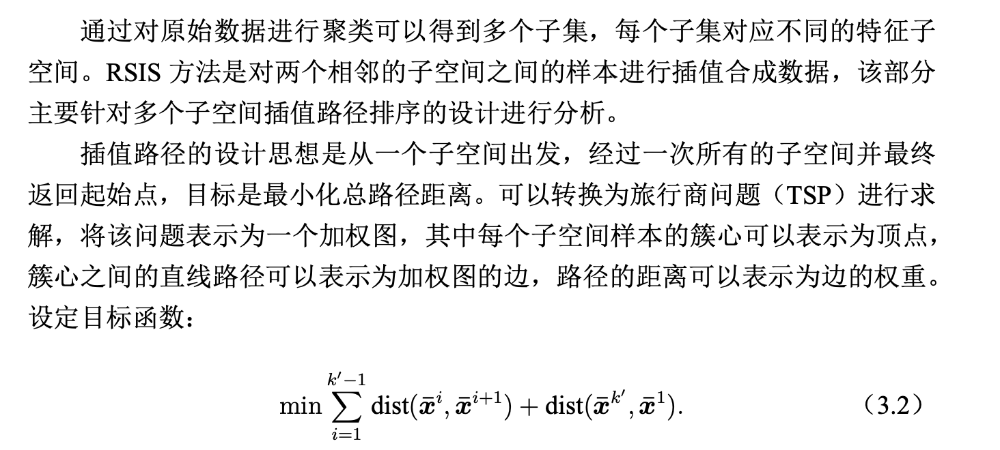 通过对原始数据进行聚类可以得到多个子集，每个子集对应不同的特征子
空间。RSIS 方法是对两个相邻的子空间之间的样本进行插值合成数据，该部分
主要针对多个子空间插值路径排序的设计进行分析。
插值路径的设计思想是从一个子空间出发，经过一次所有的子空间并最终
返回起始点，目标是最小化总路径距离。可以转换为旅行商问题（TSP）进行求
解，将该问题表示为一个加权图，其中每个子空间样本的簇心可以表示为顶点，
簇心之间的直线路径可以表示为加权图的边，路径的距离可以表示为边的权重。
设定目标函数：
$\min \sum_{i=1}^{k'-1} \text{dist}(\bar{\boldsymbol{x}}^{i}, \bar{\boldsymbol{x}}^{i+1}) + \text{dist}(\bar{\boldsymbol{x}}^{k'}, \bar{\boldsymbol{x}}^{1}).$ （3.2）